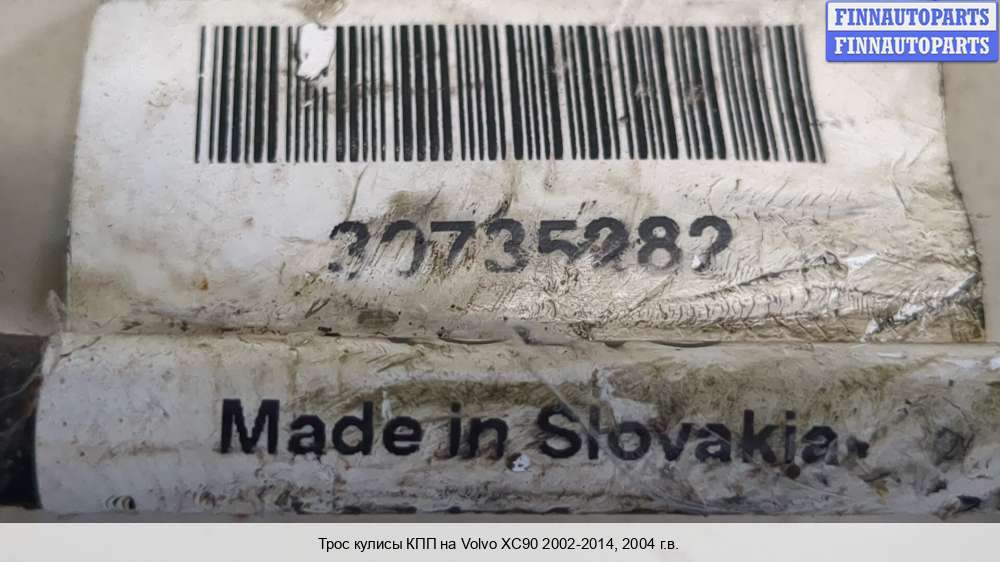 FINNAUTOPARTS
FINNAUTOPARTS
30735282
Made in Slovakia
Трос кулисы КПП на Volvo XC90 2002-2014, 2004 г.в.